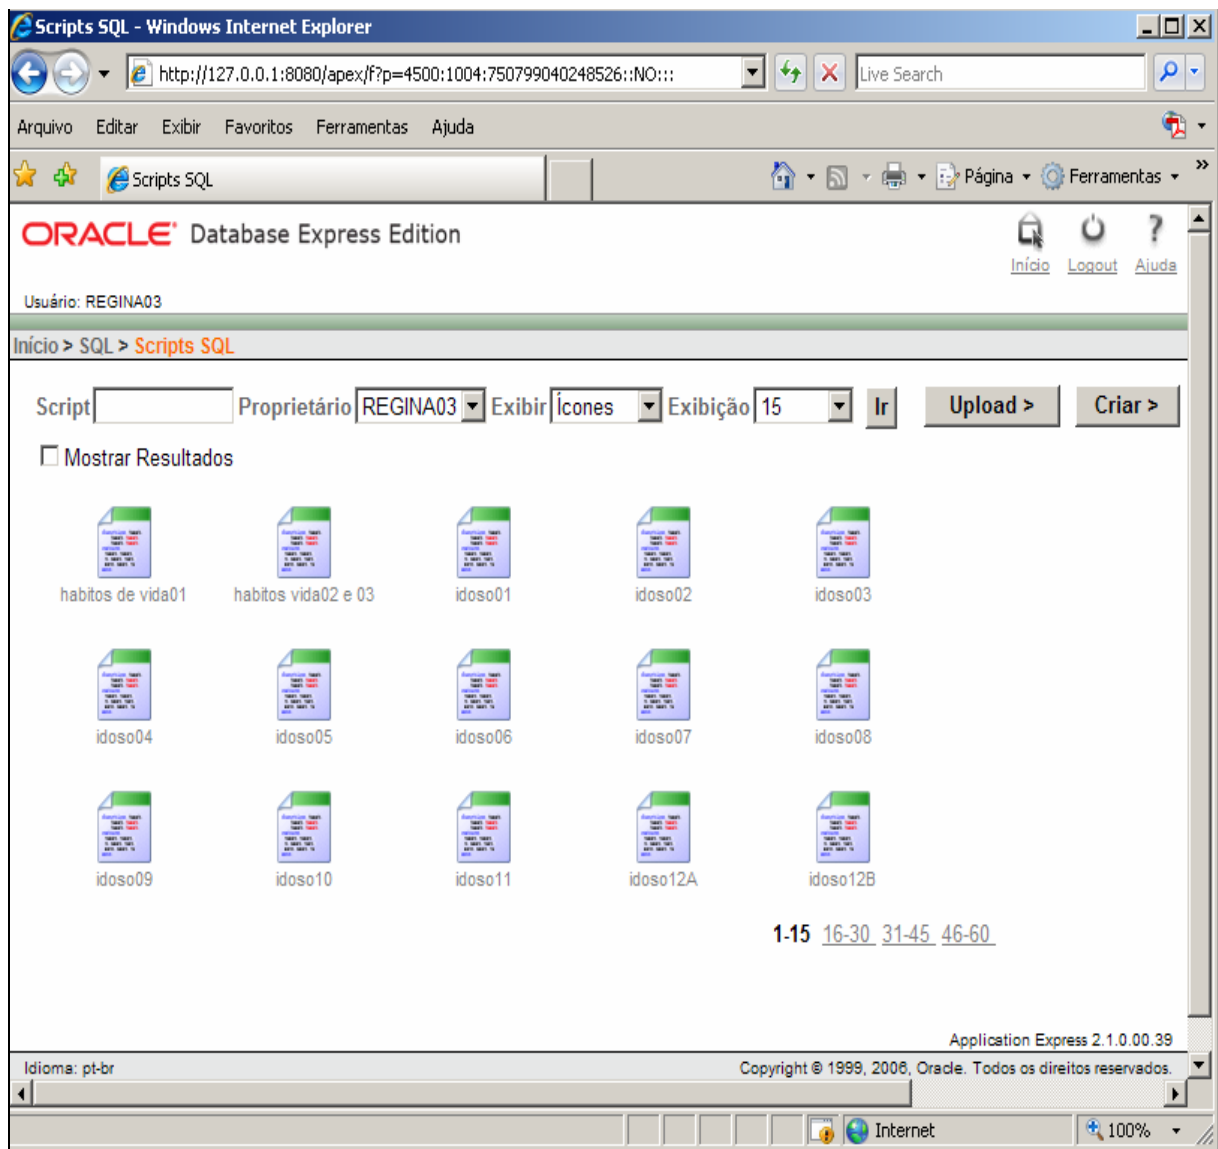 Scripts SQL - Windows Internet Explorer
http://127.0.0.1:8080/apex/f?p=4500:1004:750799040248526::NO:::
Live Search
Arquivo Editar Exibir Favoritos Ferramentas Ajuda
Scripts SQL
Página Ferramentas »
ORACLE Database Express Edition
Início Logout Ajuda
Usuário: REGINA03
Início > SQL > Scripts SQL
Script Proprietário REGINA03 Exibir Ícones Exibição 15 Ir Upload > Criar >
Mostrar Resultados
habitos de vida01 habitos vida02 e 03 idoso01 idoso02 idoso03
idoso04 idoso05 idoso06 idoso07 idoso08
idoso09 idoso10 idoso11 idoso12A idoso12B
1-15 16-30 31-45 46-60
Application Express 2.1.0.00.39
Idioma: pt-br Copyright © 1999, 2006, Oracle. Todos os direitos reservados.
Internet 100%